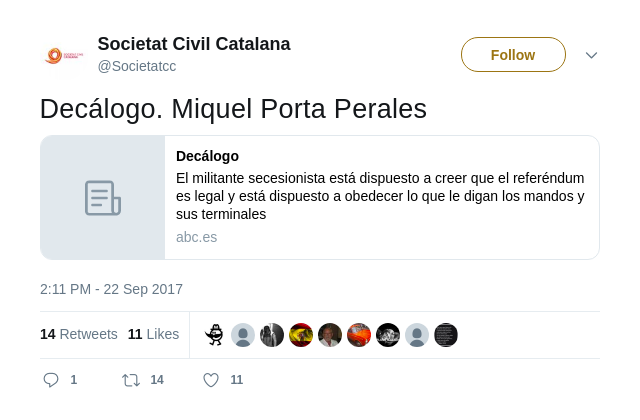 Societat Civil Catalana
@Societatcc
Follow
Decálogo. Miquel Porta Perales
Decálogo
El militante secesionista está dispuesto a creer que el referéndum
es legal y está dispuesto a obedecer lo que le digan los mandos y
sus terminales
abc.es
2:11 PM - 22 Sep 2017
14 Retweets 11 Likes
1 14 11